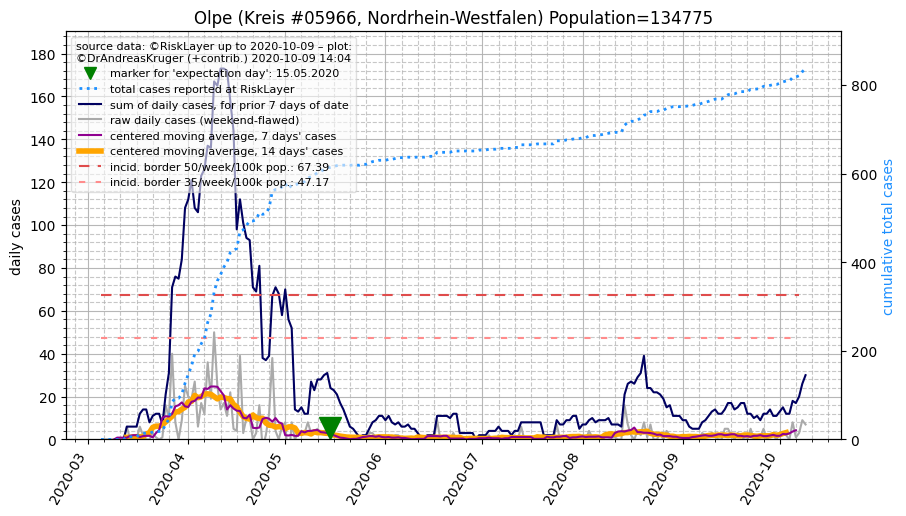 Olpe (Kreis #05966, Nordrhein-Westfalen) Population=134775
source data: ©RiskLayer up to 2020-10-09 – plot:
©DrAndreasKruger (+contrib.) 2020-10-09 14:04
marker for 'expectation day': 15.05.2020
total cases reported at RiskLayer
sum of daily cases, for prior 7 days of date
raw daily cases (weekend-flawed)
centered moving average, 7 days' cases
centered moving average, 14 days' cases
incid. border 50/week/100k pop.: 67.39
incid. border 35/week/100k pop.: 47.17
daily cases
180
160
140
120
100
80
60
40
20
0
cumulative total cases
800
600
400
200
0
2020-03
2020-04
2020-05
2020-06
2020-07
2020-08
2020-09
2020-10